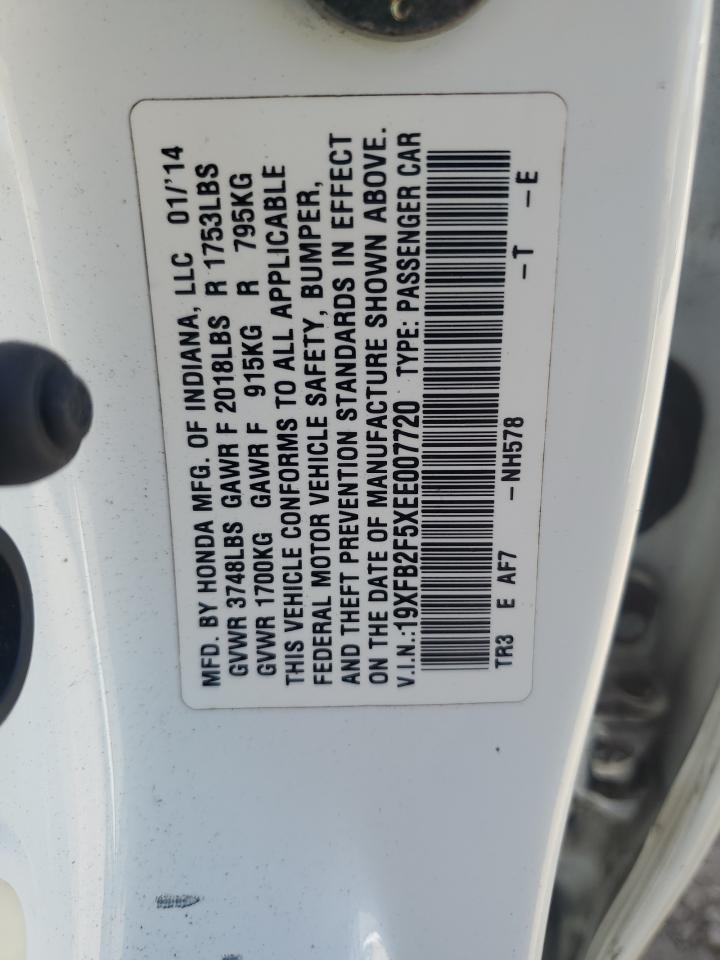 MFD. BY HONDA MFG. OF INDIANA, LLC 01/'14
GVWR 3748LBS GAWR F 2018LBS R 1753LBS
GVWR 1700KG GAWR F 915KG R 795KG
THIS VEHICLE CONFORMS TO ALL APPLICABLE
FEDERAL MOTOR VEHICLE SAFETY, BUMPER,
AND THEFT PREVENTION STANDARDS IN EFFECT
ON THE DATE OF MANUFACTURE SHOWN ABOVE.
V.I.N.:19XFB2F5XEE007720 TYPE: PASSENGER CAR
TR3 E AF7 -NH578 -T -E